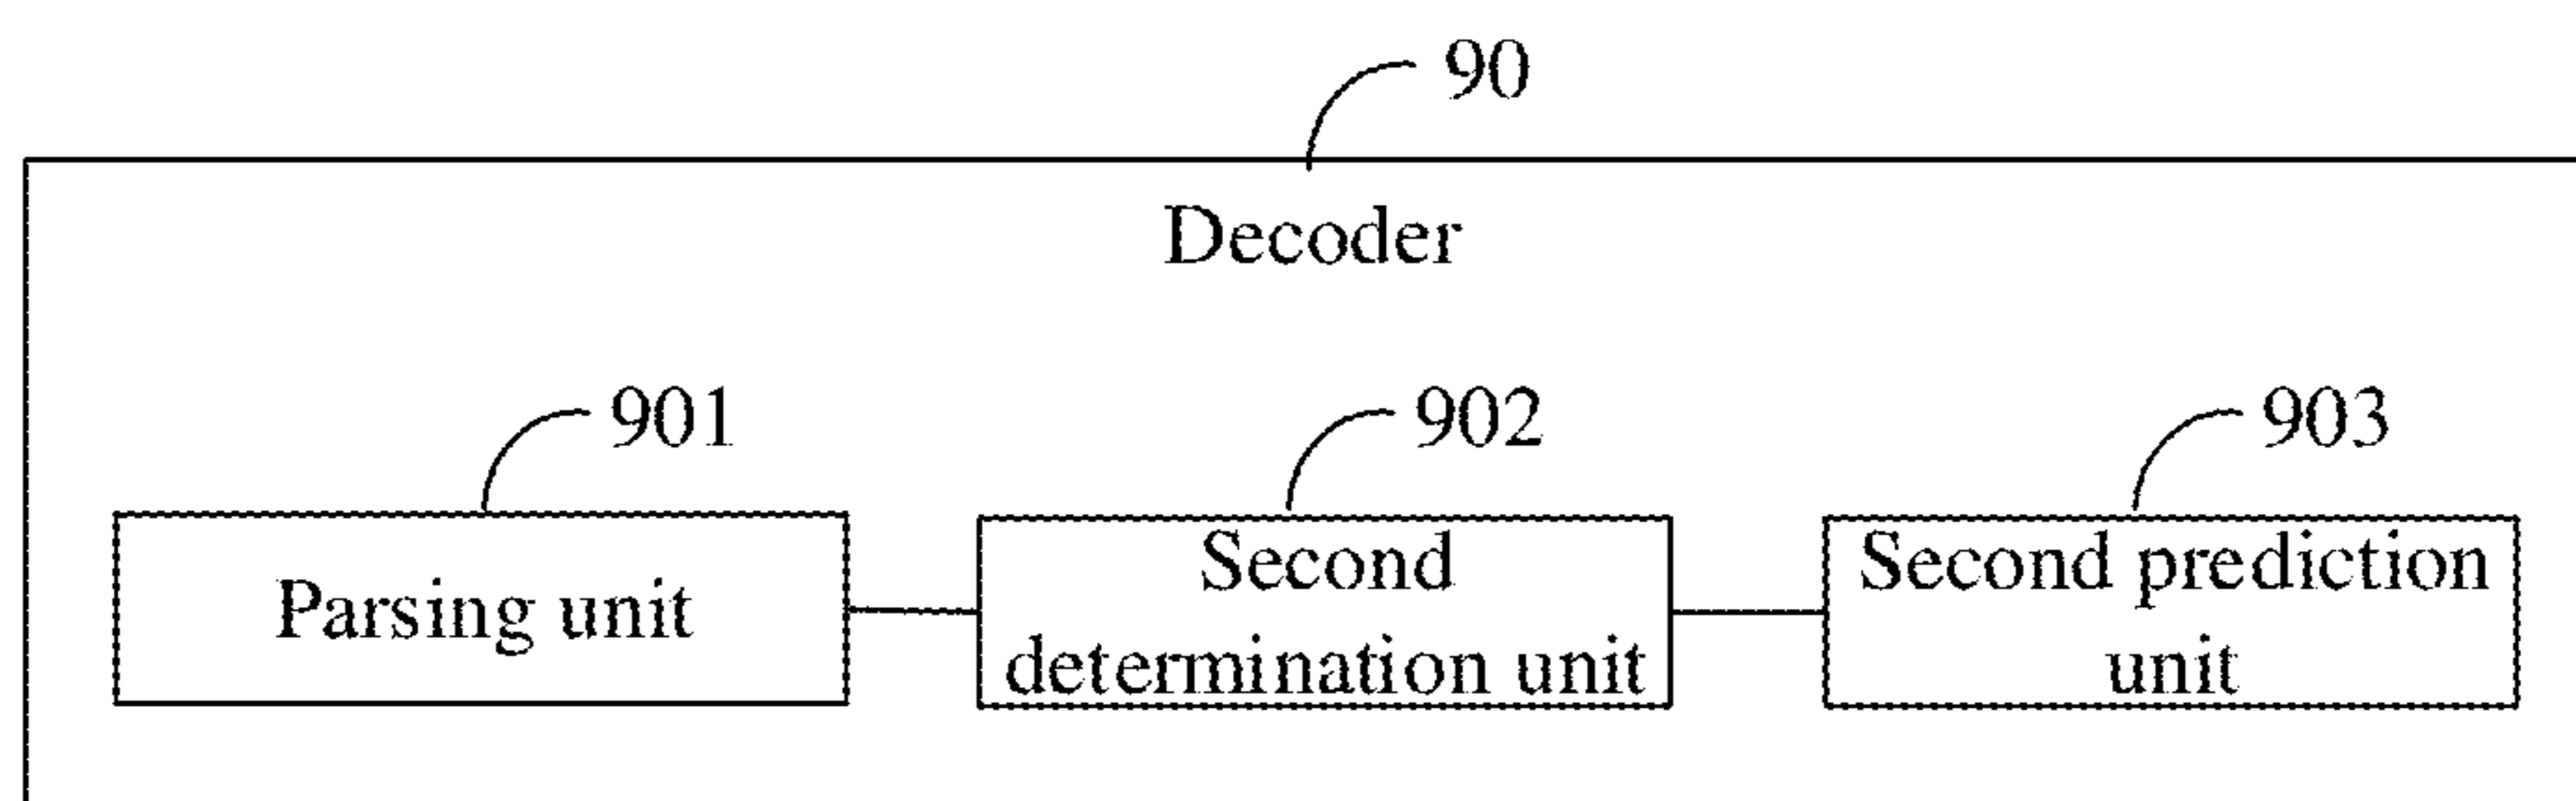 90
Decoder
901
902
903
Parsing unit
Second
determination unit
Second prediction
unit